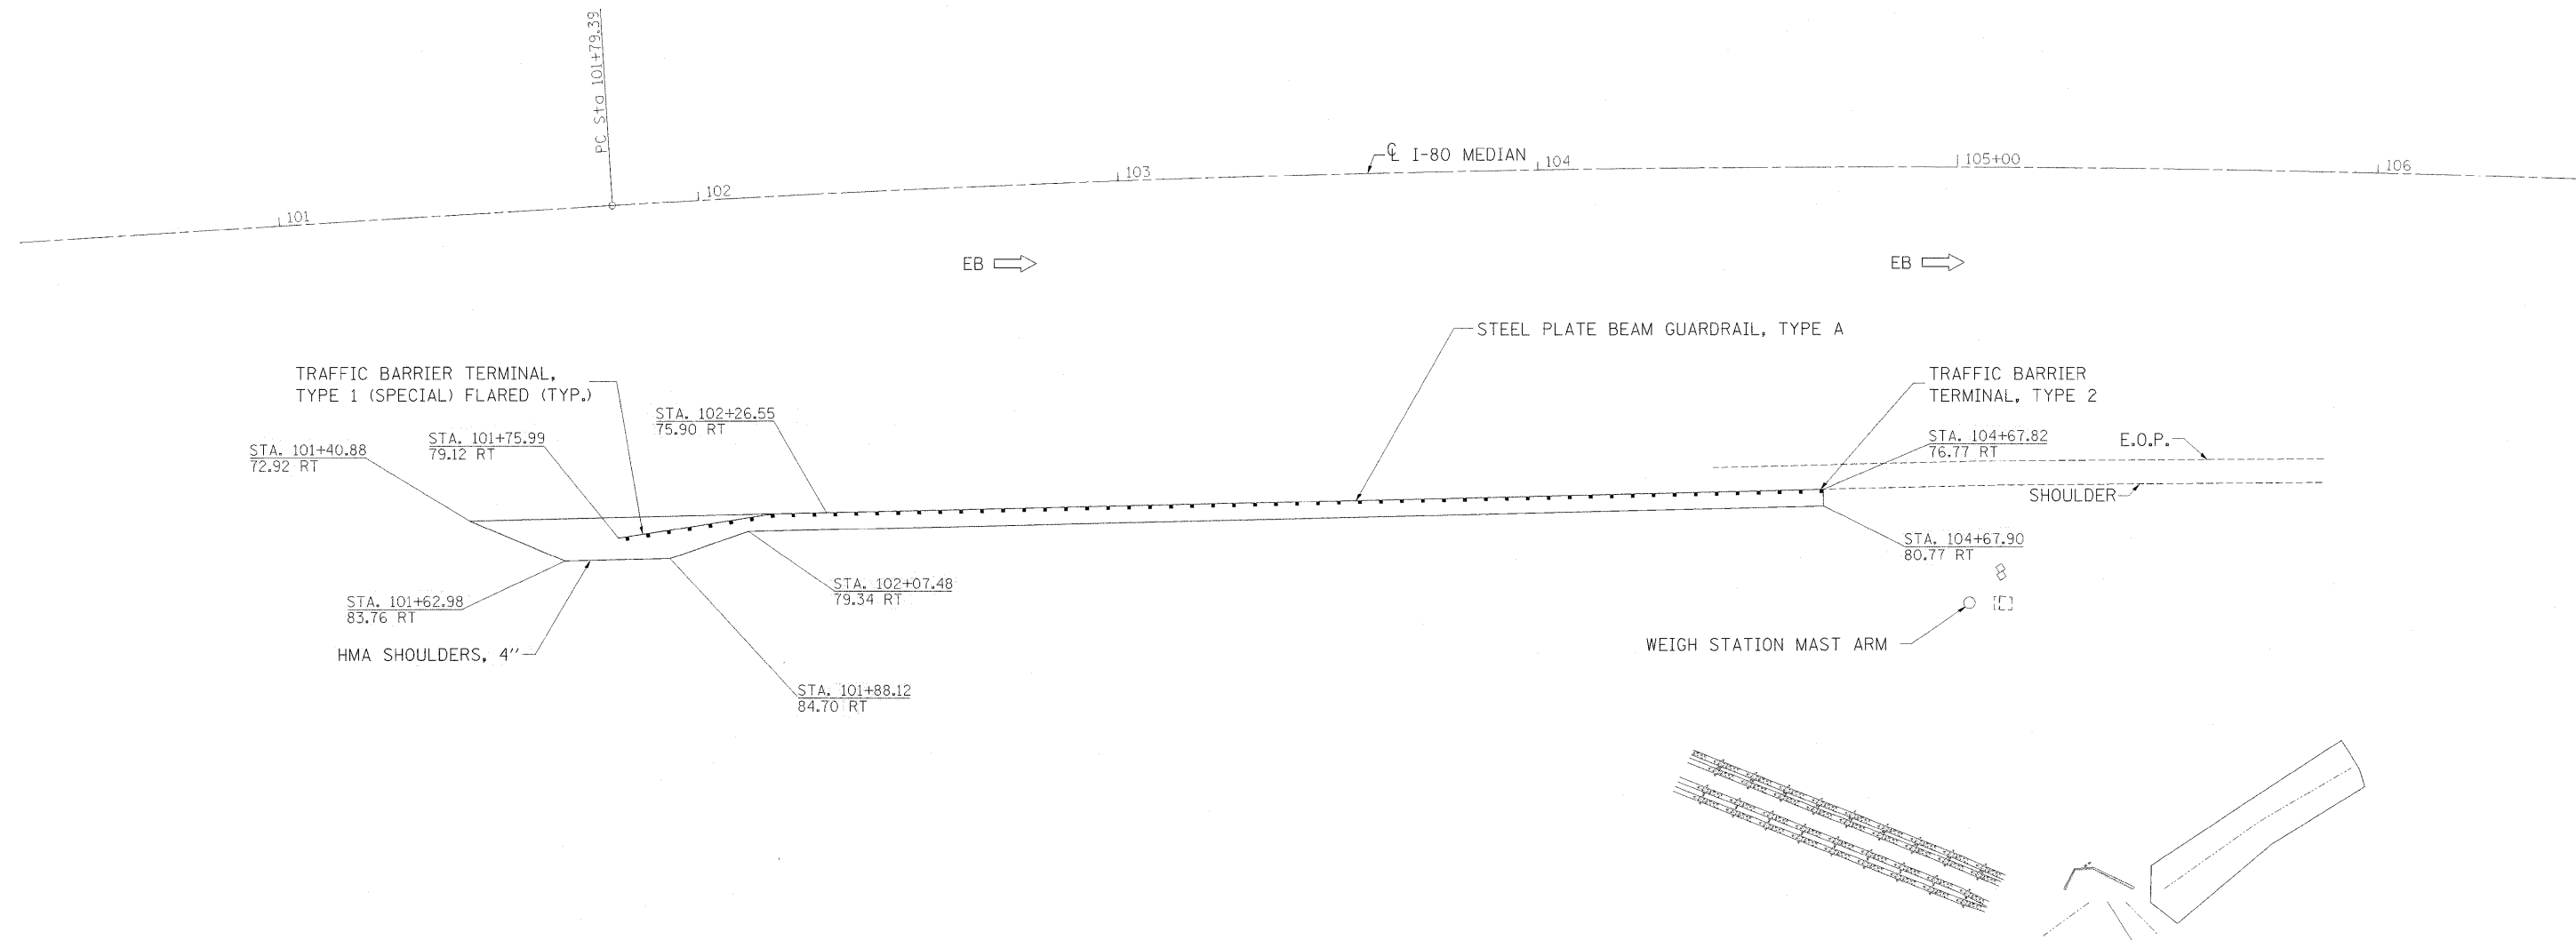 PC Sta 101+79.39
101
102
103
℄ I-80 MEDIAN
104
105+00
106
EB
EB
STEEL PLATE BEAM GUARDRAIL, TYPE A
TRAFFIC BARRIER TERMINAL,
TYPE 1 (SPECIAL) FLARED (TYP.)
TRAFFIC BARRIER
TERMINAL, TYPE 2
STA. 102+26.55
75.90 RT
STA. 101+75.99
79.12 RT
STA. 101+40.88
72.92 RT
STA. 104+67.82
76.77 RT
E.O.P.
SHOULDER
STA. 104+67.90
80.77 RT
STA. 102+07.48
79.34 RT
STA. 101+62.98
83.76 RT
HMA SHOULDERS, 4"
WEIGH STATION MAST ARM
STA. 101+88.12
84.70 RT